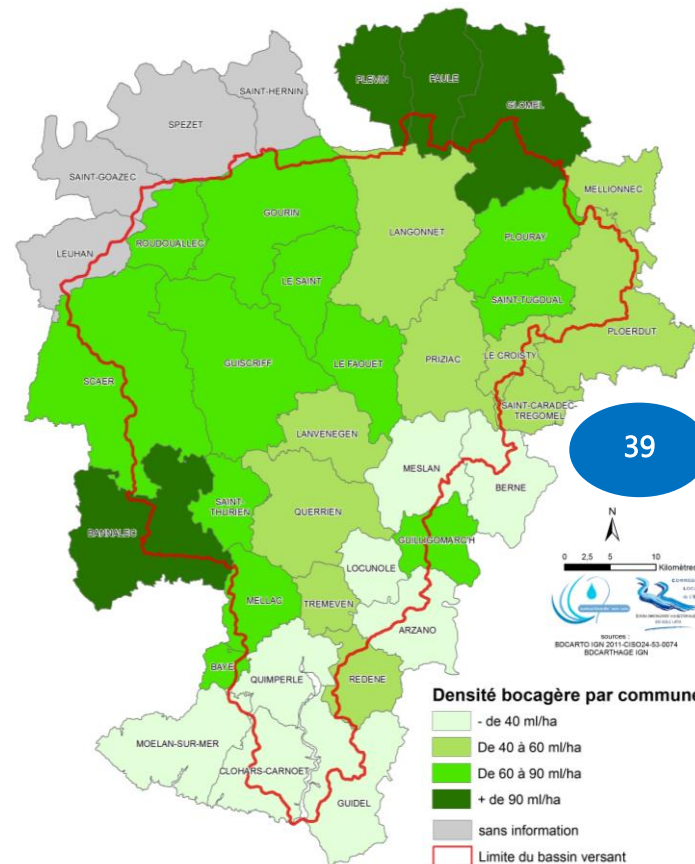 PLEVIN
PAULE
GLOMEL
SAINT-HERNIN
SPEZET
SAINT-GOAZEC
LEUHAN
MELLIONNEC
GOURIN
LANGONNET
PLOURAY
ROUDOUALLEC
LE SAINT
SAINT-TUGDUAL
PLOERDUT
GUISCRIFF
LE FAOUET
PRIZIAC
LE CROISTY
SCAER
SAINT-CARADEC-
TREGOMEL
LANVENEGEN
MESLAN
BERNE
39
SAINT-
THURIEN
QUERRIEN
BANNALEC
GUILLIGOMARC'H
LOCUNOLE
MELLAC
TREMEVEN
ARZANO
BAYE
QUIMPERLE
REDENE
MOELAN-SUR-MER
CLOHARS-CARNOET
GUIDEL
N
0 2,5 5 10
Kilomètres
sources :
BDCARTO IGN 2011-CISO24-53-0074
BDCARTHAGE IGN
Densité bocagère par commune
- de 40 ml/ha
De 40 à 60 ml/ha
De 60 à 90 ml/ha
+ de 90 ml/ha
sans information
Limite du bassin versant